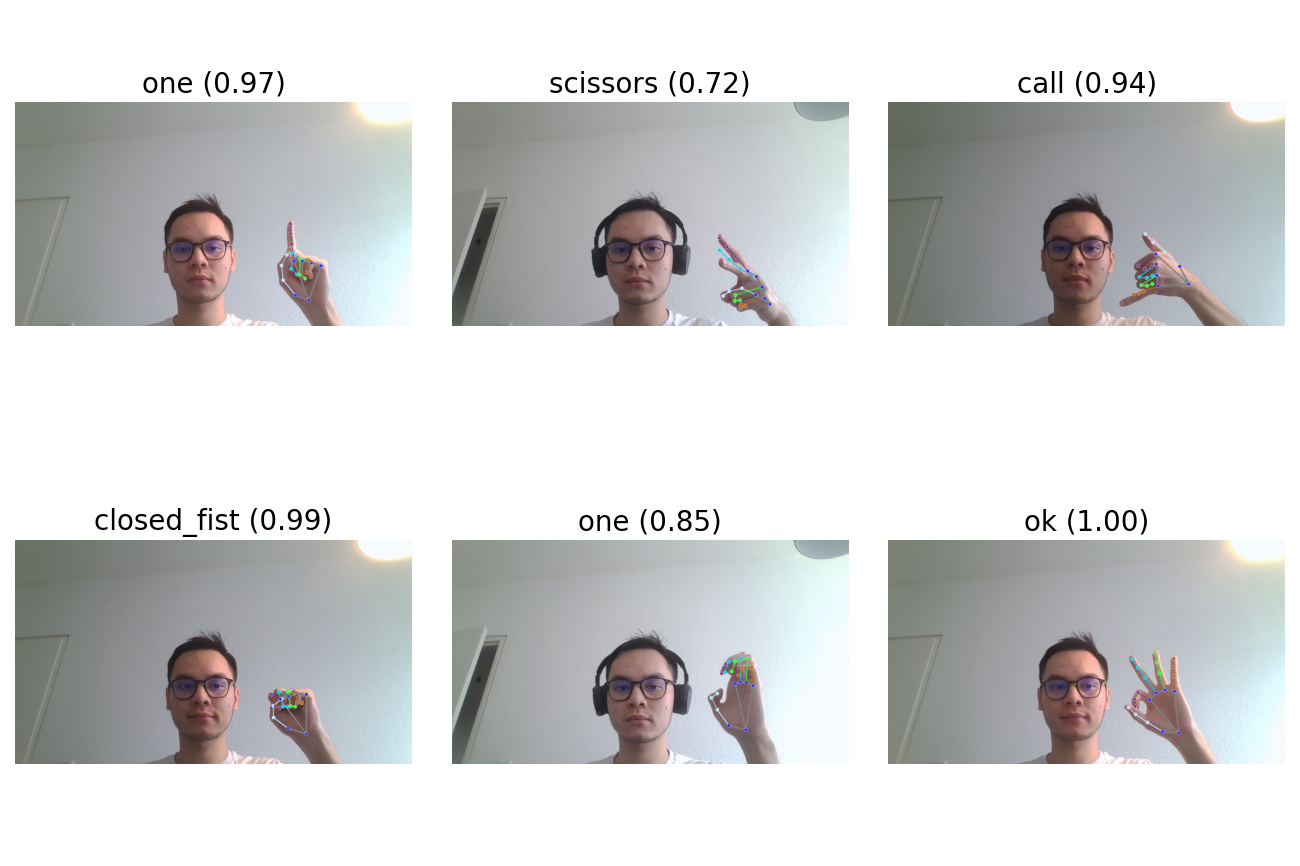 one (0.97)
scissors (0.72)
call (0.94)
closed_fist (0.99)
one (0.85)
ok (1.00)